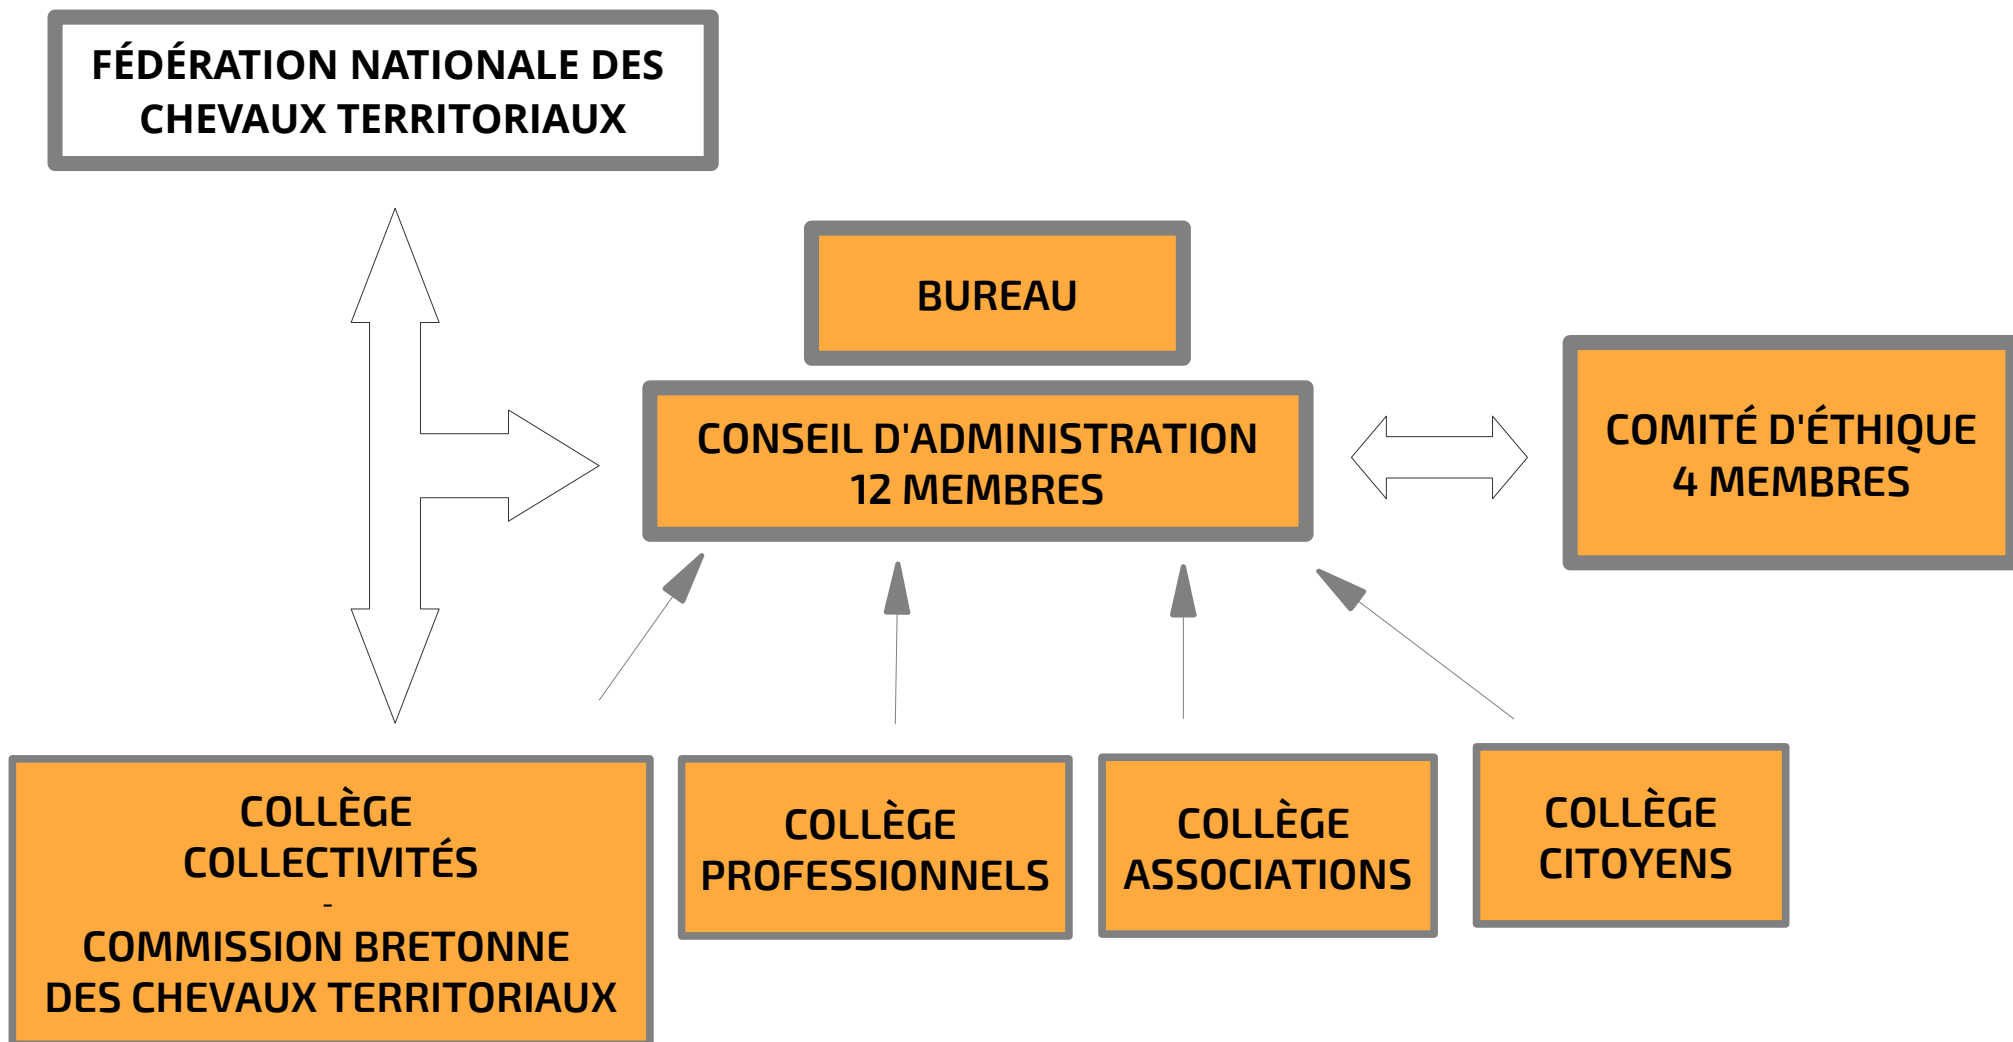 FÉDÉRATION NATIONALE DES
CHEVAUX TERRITORIAUX
BUREAU
CONSEIL D'ADMINISTRATION
12 MEMBRES
COMITÉ D'ÉTHIQUE
4 MEMBRES
COLLÈGE
COLLECTIVITÉS
-
COMMISSION BRETONNE
DES CHEVAUX TERRITORIAUX
COLLÈGE
PROFESSIONNELS
COLLÈGE
ASSOCIATIONS
COLLÈGE
CITOYENS